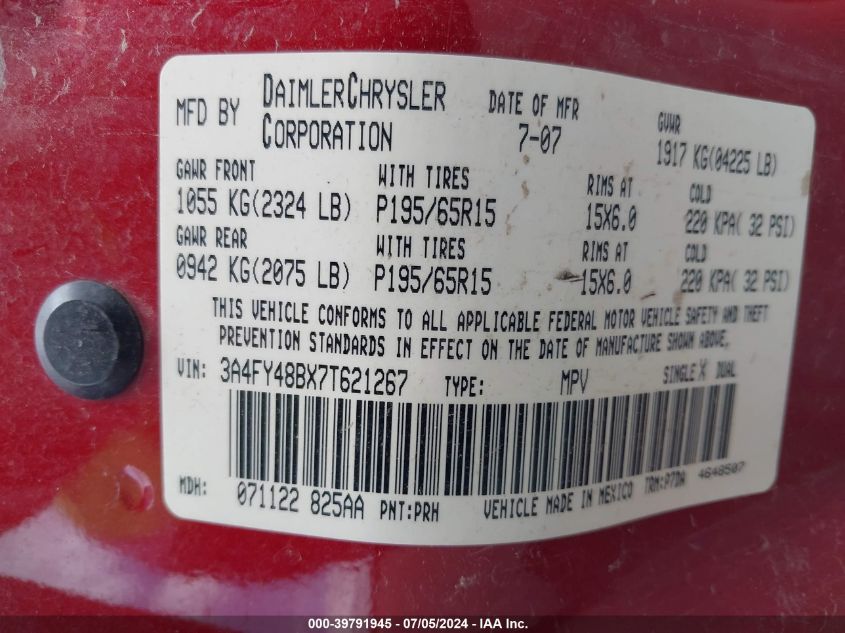 MFD BY DAIMLERCHRYSLER CORPORATION DATE OF MFR 7-07 GVWR 1917 KG(04225 LB)
GAWR FRONT WITH TIRES RIMS AT COLD
1055 KG(2324 LB) P195/65R15 15X6.0 220 KPA( 32 PSI)
GAWR REAR WITH TIRES RIMS AT COLD
0942 KG(2075 LB) P195/65R15 15X6.0 220 KPA( 32 PSI)
THIS VEHICLE CONFORMS TO ALL APPLICABLE FEDERAL MOTOR VEHICLE SAFETY AND THEFT
PREVENTION STANDARDS IN EFFECT ON THE DATE OF MANUFACTURE SHOWN ABOVE.
VIN: 3A4FY48BX7T621267 TYPE: MPV SINGLE X DUAL
MDH: 071122 825AA PNT:PRH VEHICLE MADE IN MEXICO TRM:A7DA 4648507
000-39791945 - 07/05/2024 - IAA Inc.